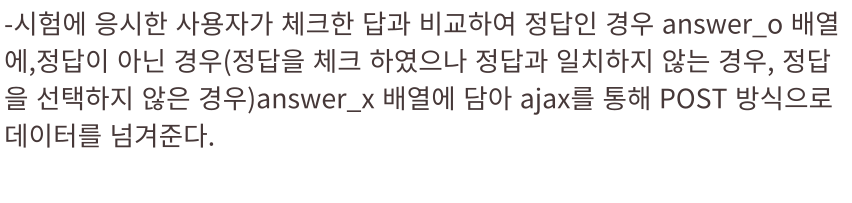 -시험에 응시한 사용자가 체크한 답과 비교하여 정답인 경우 answer_o 배열
에,정답이 아닌 경우(정답을 체크 하였으나 정답과 일치하지 않는 경우, 정답
을 선택하지 않은 경우)answer_x 배열에 담아 ajax를 통해 POST 방식으로
데이터를 넘겨준다.